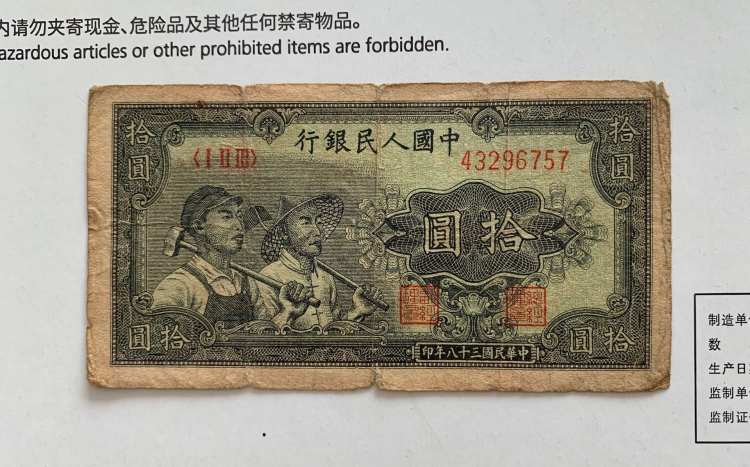 内请勿夹寄现金、危险品及其他任何禁寄物品。
azardous articles or other prohibited items are forbidden.
拾圓
拾圓
行銀民人國中
〈I II III〉
43296757
圓拾
圓拾
圓拾
印年八十三國民華中
制造单
数
生产日
监制单
监制证